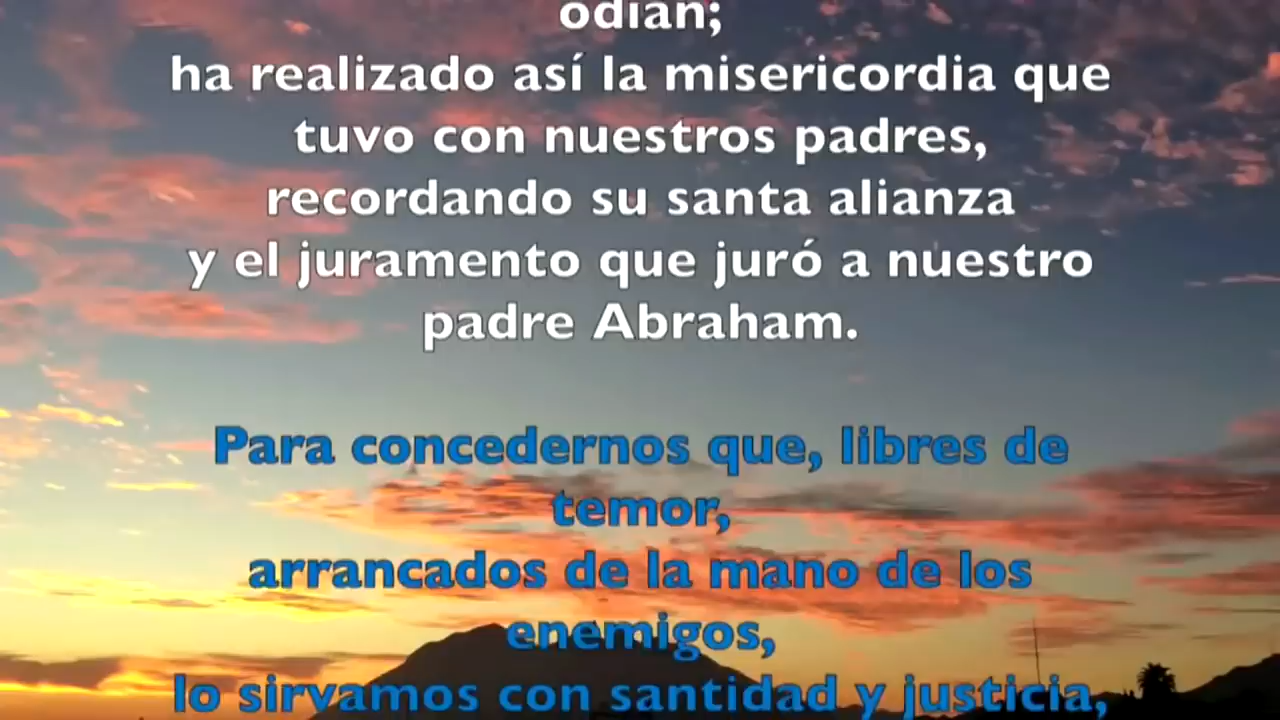 odian;
ha realizado así la misericordia que
tuvo con nuestros padres,
recordando su santa alianza
y el juramento que juró a nuestro
padre Abraham.
Para concedernos que, libres de
temor,
arrancados de la mano de los
enemigos,
lo sirvamos con santidad y justicia,